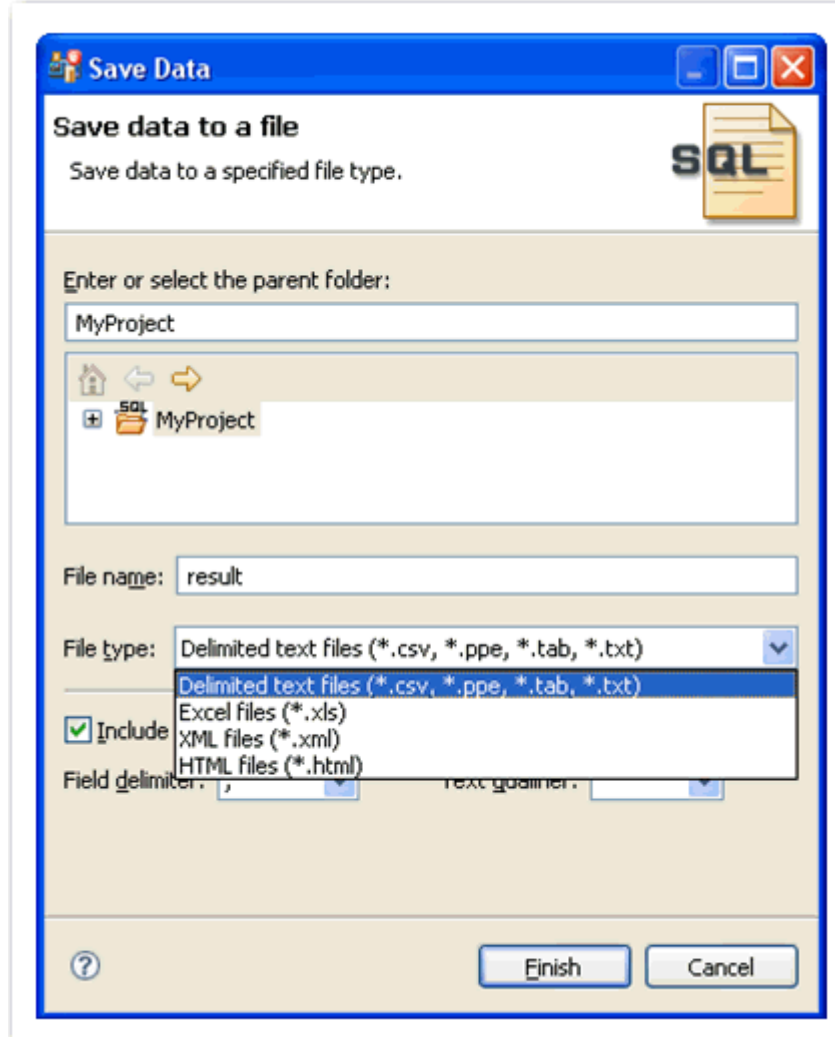 Save Data
Save data to a file
Save data to a specified file type.
SQL
Enter or select the parent folder:
MyProject
SQL
MyProject
File name: result
File type: Delimited text files (*.csv, *.ppe, *.tab, *.txt)
Delimited text files (*.csv, *.ppe, *.tab, *.txt)
Excel files (*.xls)
Include
XML files (*.xml)
HTML files (*.html)
Field delimiter: Text qualifier:
?
Finish Cancel